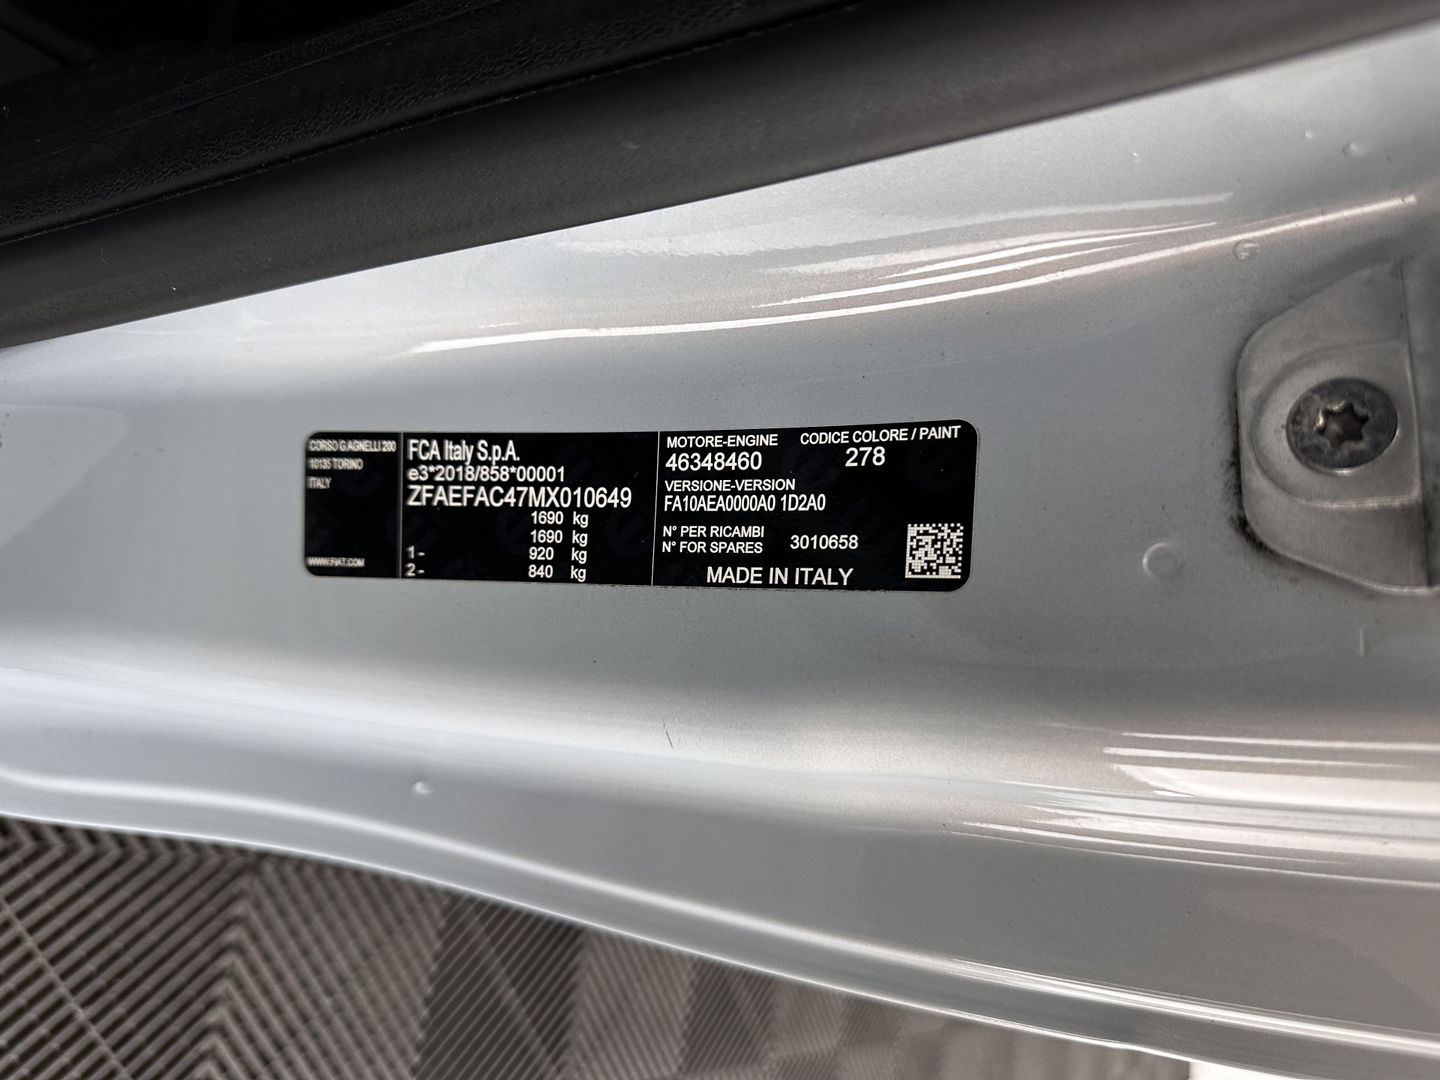 CORSO G.AGNELLI 200
10135 TORINO
ITALY
WWW.FIAT.COM
FCA Italy S.p.A.
e3*2018/858*00001
ZFAEFAC47MX010649
1690 kg
1690 kg
1- 920 kg
2- 840 kg
MOTORE-ENGINE
46348460
CODICE COLORE / PAINT
278
VERSIONE-VERSION
FA10AEA0000A0 1D2A0
N° PER RICAMBI
N° FOR SPARES
3010658
MADE IN ITALY